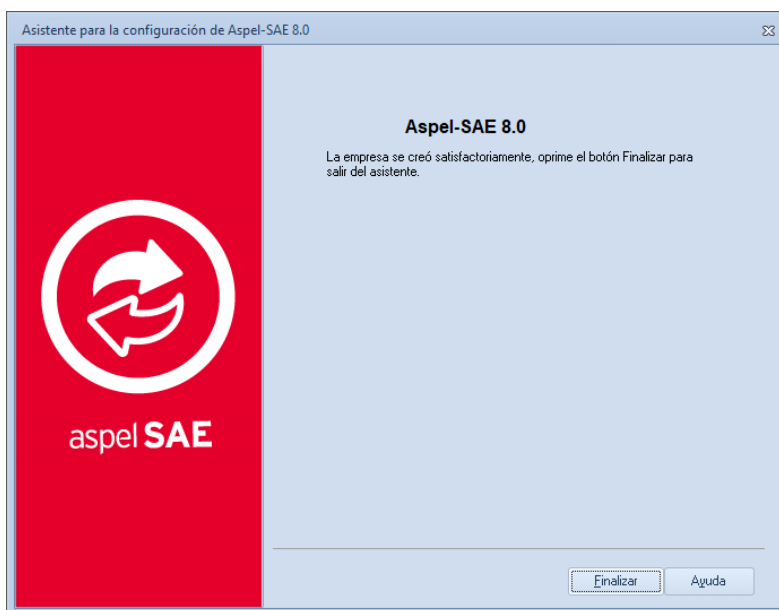 Asistente para la configuración de Aspel-SAE 8.0
Aspel-SAE 8.0
La empresa se creó satisfactoriamente, oprime el botón Finalizar para
salir del asistente.
aspel SAE
Finalizar
Ayuda